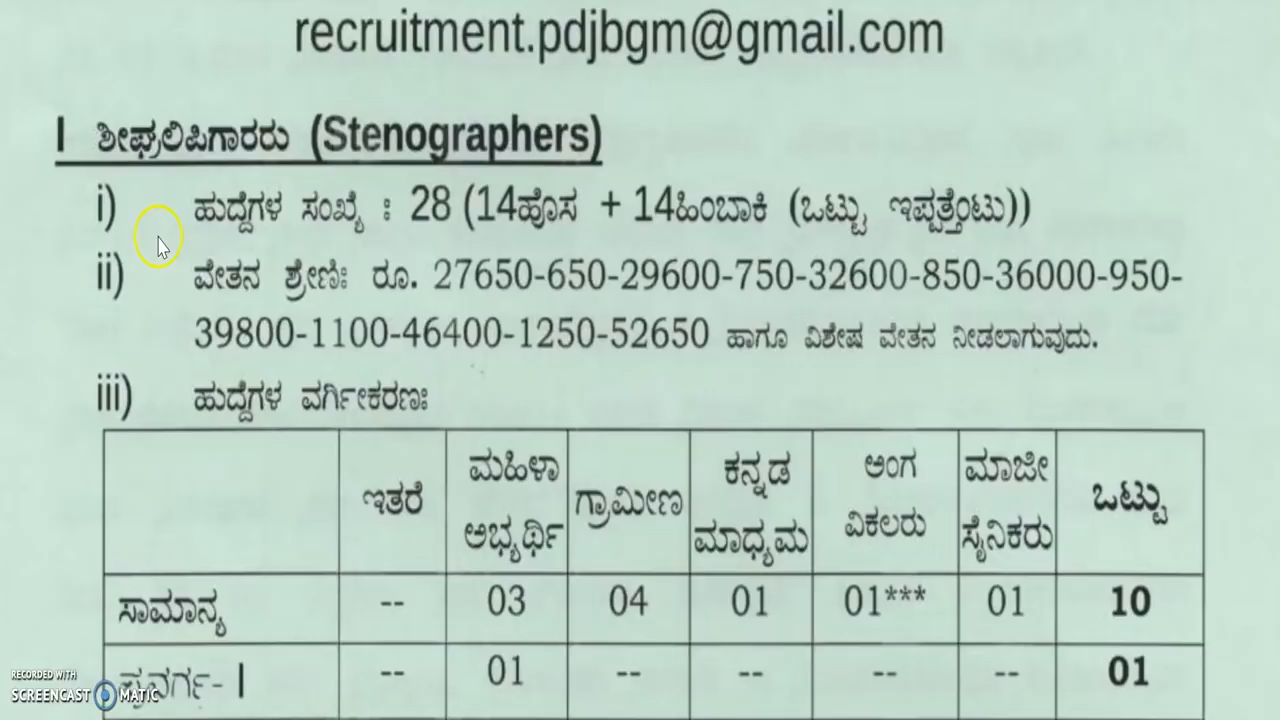 recruitment.pdjbgm@gmail.com
I ಶೀಘ್ರಲಿಪಿಗಾರರು (Stenographers)
i) ಹುದ್ದೆಗಳ ಸಂಖ್ಯೆ : 28 (14ಹೊಸ + 14ಹಿಂಬಾಕಿ (ಒಟ್ಟು ಇಪ್ಪತ್ತೆಂಟು))
ii) ವೇತನ ಶ್ರೇಣಿಃ ರೂ. 27650-650-29600-750-32600-850-36000-950-
39800-1100-46400-1250-52650 ಹಾಗೂ ವಿಶೇಷ ವೇತನ ನೀಡಲಾಗುವುದು.
iii) ಹುದ್ದೆಗಳ ವರ್ಗೀಕರಣಃ
ಇತರೆ ಮಹಿಳಾ ಅಭ್ಯರ್ಥಿ ಗ್ರಾಮೀಣ ಕನ್ನಡ ಮಾಧ್ಯಮ ಅಂಗ ವಿಕಲರು ಮಾಜೀ ಸೈನಿಕರು ಒಟ್ಟು
ಸಾಮಾನ್ಯ -- 03 04 01 01*** 01 10
ಪ್ರವರ್ಗ- I -- 01 -- -- -- -- 01
RECORDED WITH
SCREENCAST MATIC